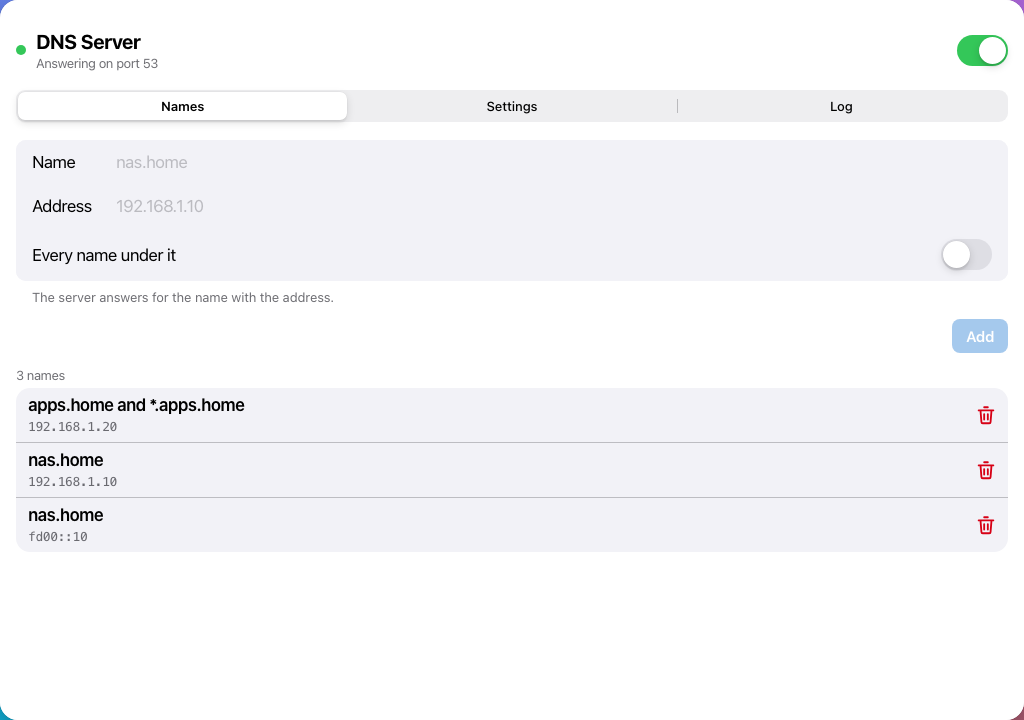 DNS Server
Answering on port 53
Names
Settings
Log
Name nas.home
Address 192.168.1.10
Every name under it
The server answers for the name with the address.
Add
3 names
apps.home and *.apps.home
192.168.1.20
nas.home
192.168.1.10
nas.home
fd00::10